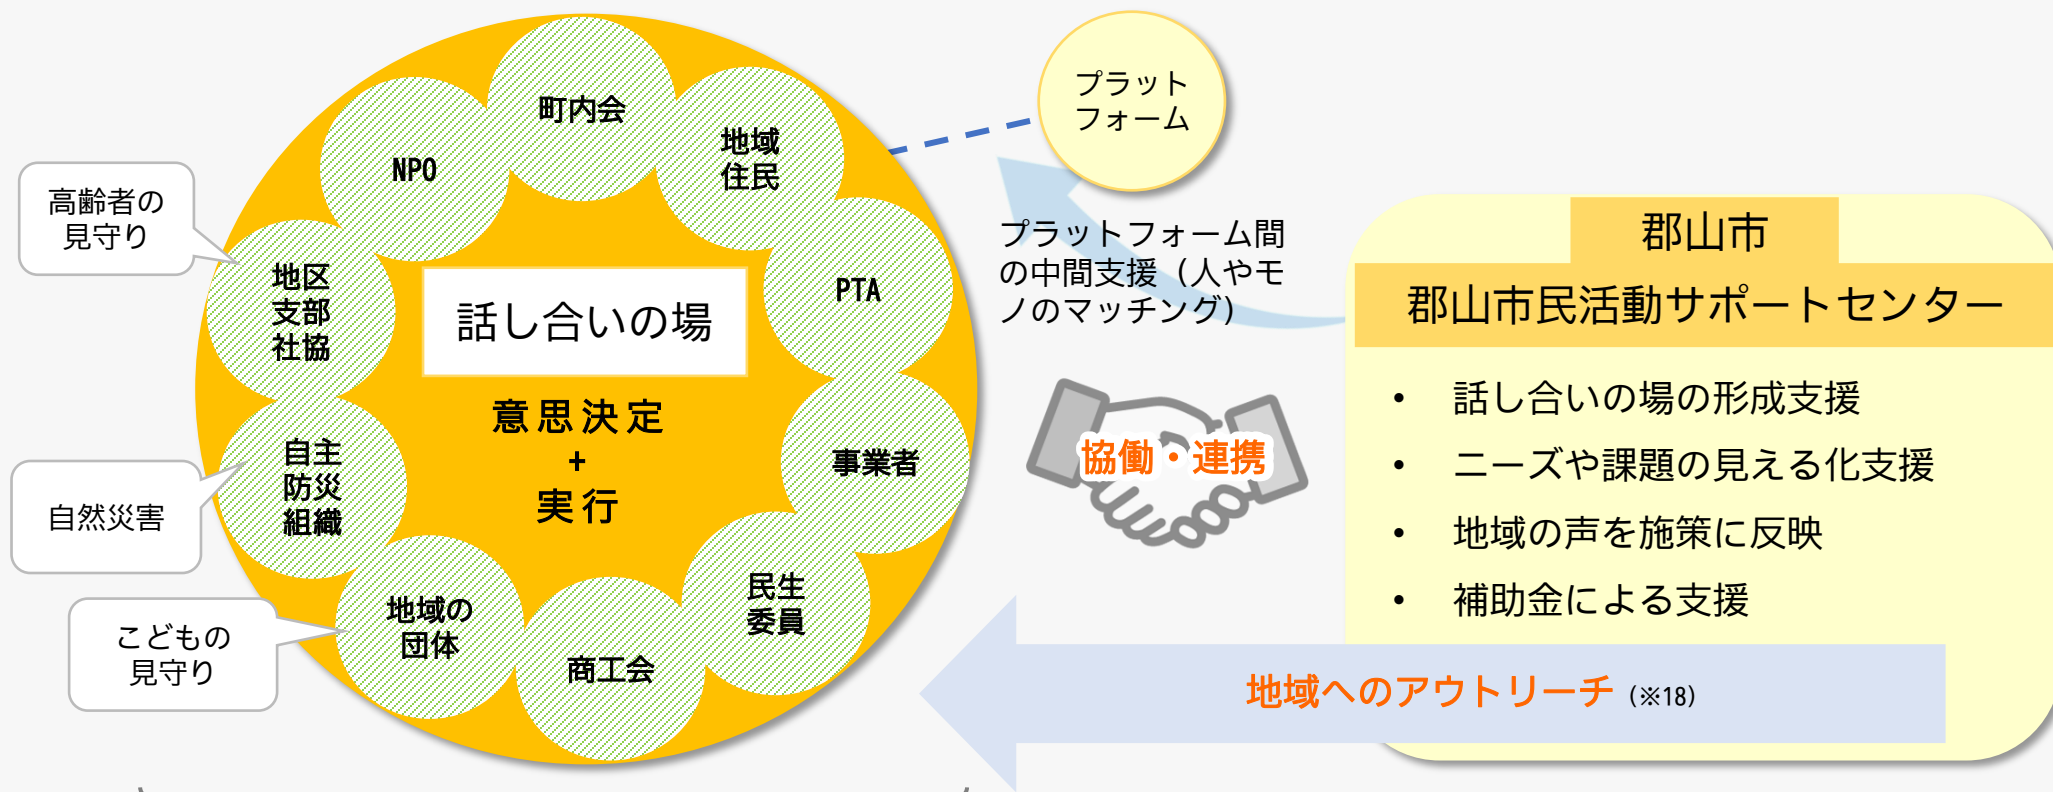 プラット
フォーム
町内会
地域
住民
NPO
高齢者の
見守り
地区
支部
社協
PTA
プラットフォーム間
の中間支援（人やモ
ノのマッチング）
郡山市
郡山市民活動サポートセンター
話し合いの場
意思決定
+
実行
・ 話し合いの場の形成支援
・ ニーズや課題の見える化支援
・ 地域の声を施策に反映
・ 補助金による支援
協働・連携
事業者
自主
防災
組織
自然災害
民生
委員
地域の
団体
商工会
こどもの
見守り
地域へのアウトリーチ（※18）